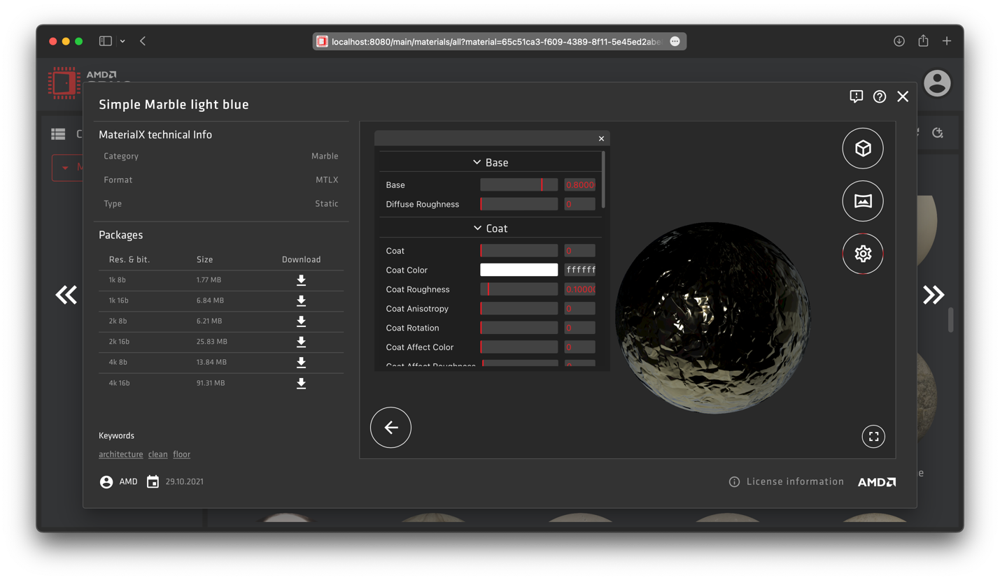 localhost:8080/main/materials/all?material=65c51ca3-f609-4389-8f11-5e45ed2abe
AMD
Simple Marble light blue
MaterialX technical Info
Category Marble
Format MTLX
Type Static
Packages
Res. & bit. Size Download
1k 8b 1.77 MB
1k 16b 6.84 MB
2k 8b 6.21 MB
2k 16b 25.83 MB
4k 8b 13.84 MB
4k 16b 91.31 MB
Keywords
architecture clean floor
AMD 29.10.2021
Base
Base 0.8000
Diffuse Roughness 0
Coat
Coat 0
Coat Color ffffff
Coat Roughness 0.1000
Coat Anisotropy 0
Coat Rotation 0
Coat Affect Color 0
Coat Affect Roughness
License information AMD